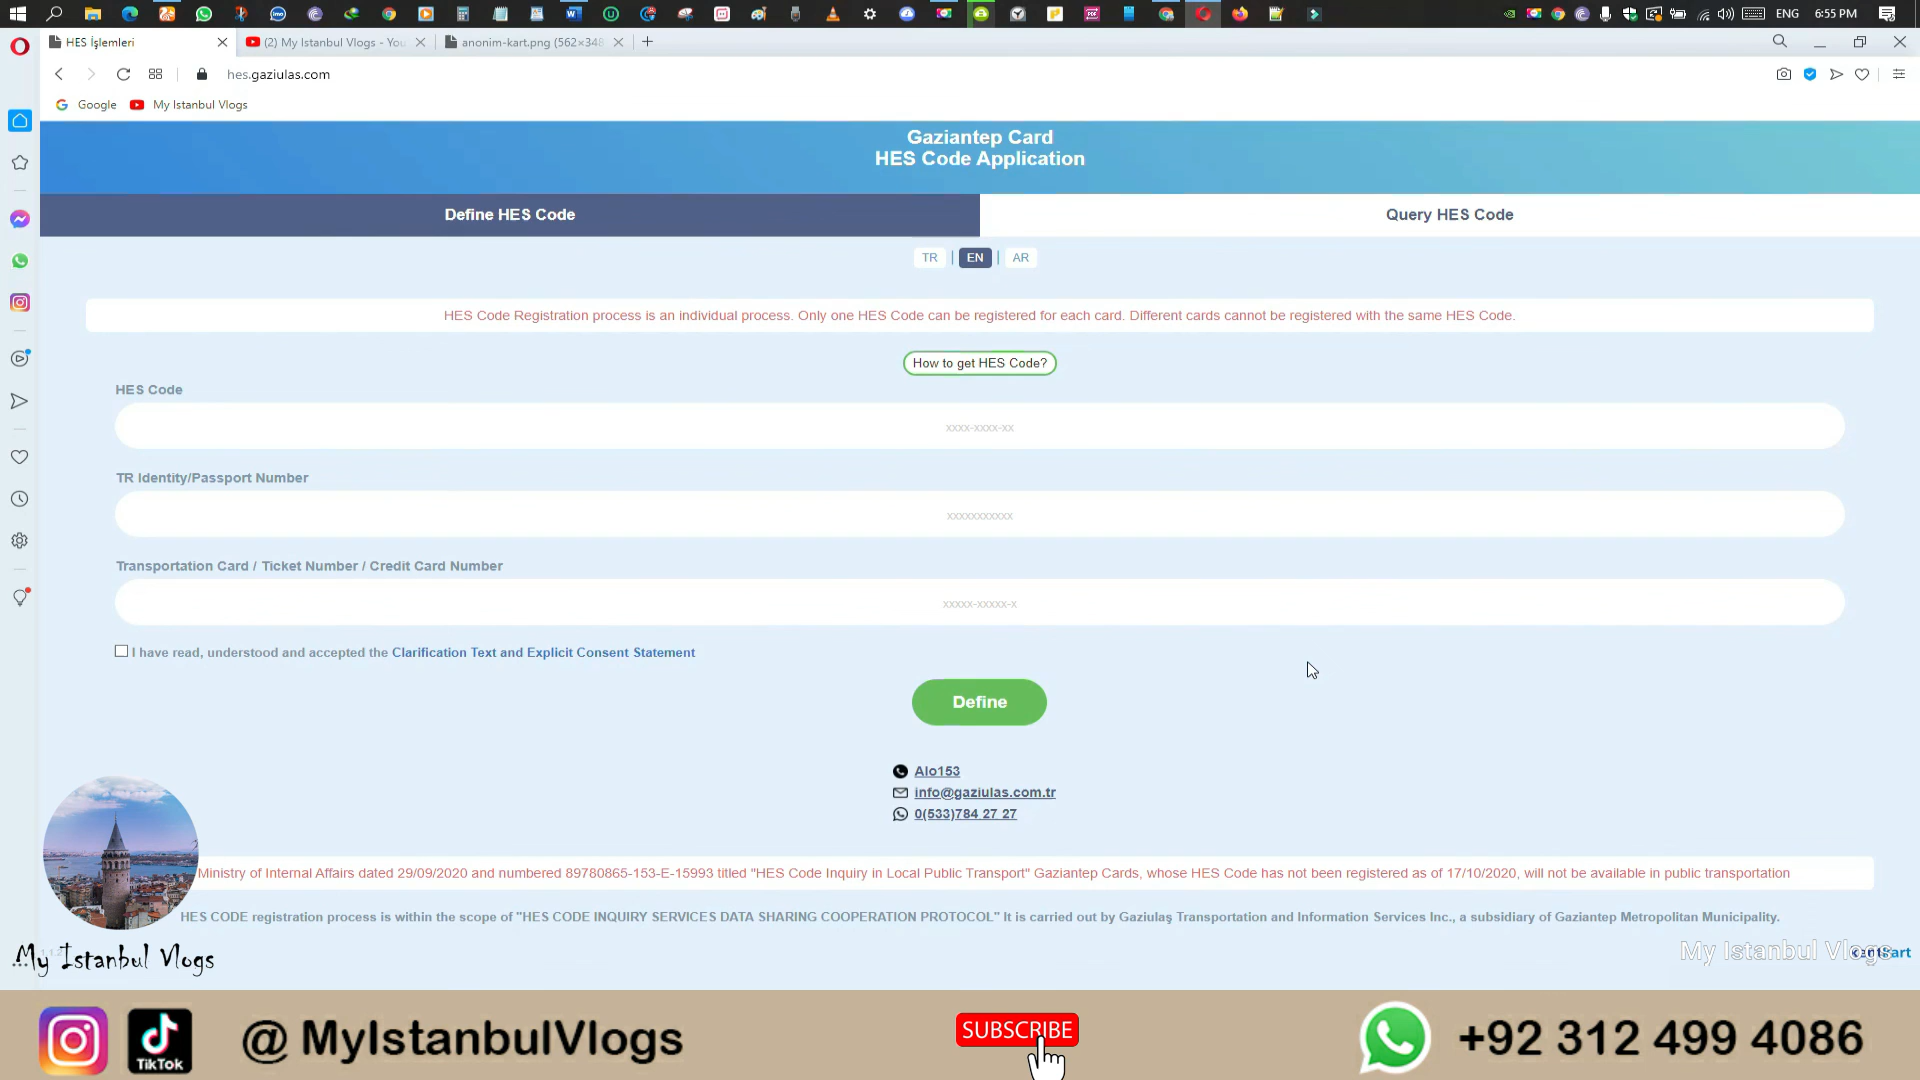 ENG
6:55 PM
HES İşlemleri
(2) My Istanbul Vlogs - You
anonim-kart.png (562×348
hes.gaziulas.com
Google
My Istanbul Vlogs
Gaziantep Card
HES Code Application
Define HES Code
Query HES Code
TR | EN | AR
HES Code Registration process is an individual process. Only one HES Code can be registered for each card. Different cards cannot be registered with the same HES Code.
How to get HES Code?
HES Code
xxxx-xxxx-xx
TR Identity/Passport Number
xxxxxxxxxxx
Transportation Card / Ticket Number / Credit Card Number
xxxxx-xxxxx-x
I have read, understood and accepted the Clarification Text and Explicit Consent Statement
Define
Alo153
info@gaziulas.com.tr
0(533)784 27 27
Ministry of Internal Affairs dated 29/09/2020 and numbered 89780865-153-E-15993 titled "HES Code Inquiry in Local Public Transport" Gaziantep Cards, whose HES Code has not been registered as of 17/10/2020, will not be available in public transportation
HES CODE registration process is within the scope of "HES CODE INQUIRY SERVICES DATA SHARING COOPERATION PROTOCOL" It is carried out by Gaziulaş Transportation and Information Services Inc., a subsidiary of Gaziantep Metropolitan Municipality.
My Istanbul Vlogs
My Istanbul Vlogs
TikTok
@ MyIstanbulVlogs
SUBSCRIBE
+92 312 499 4086